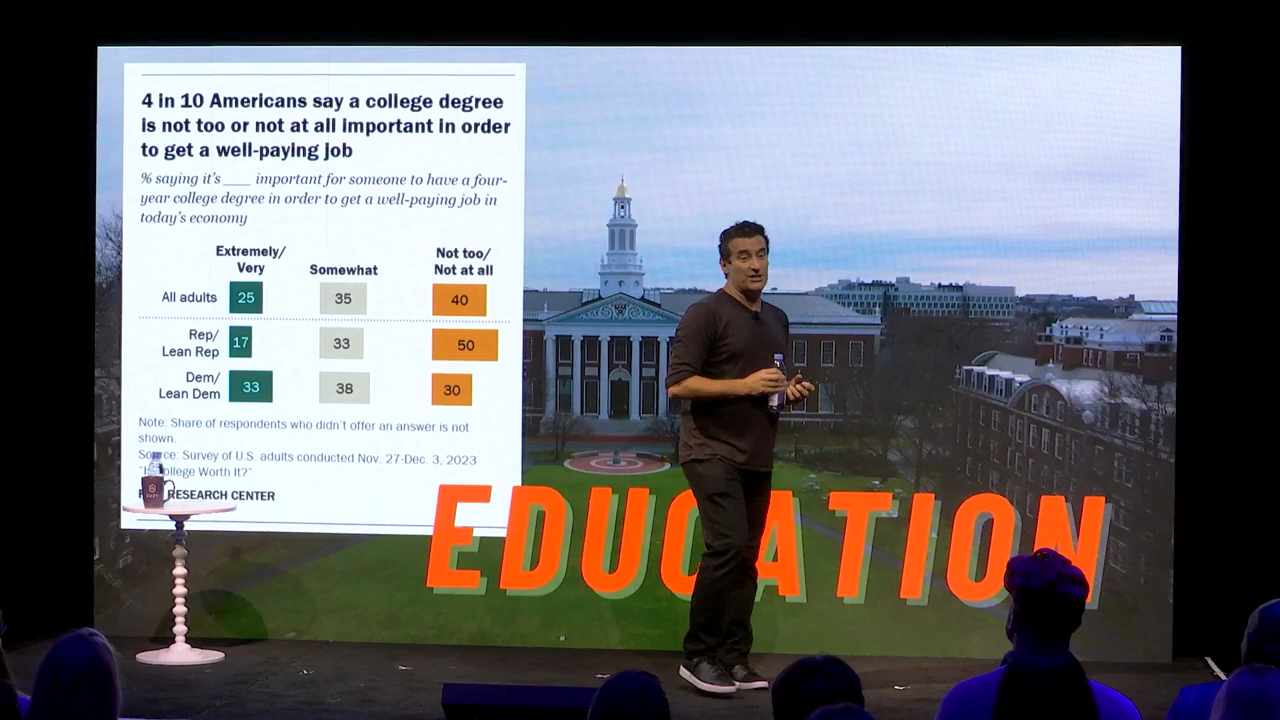 4 in 10 Americans say a college degree
is not too or not at all important in order
to get a well-paying job
% saying it's ___ important for someone to have a four-
year college degree in order to get a well-paying job in
today's economy
Extremely/
Very
Somewhat
Not too/
Not at all
All adults 25 35 40
Rep/
Lean Rep 17 33 50
Dem/
Lean Dem 33 38 30
Note: Share of respondents who didn't offer an answer is not
shown.
Source: Survey of U.S. adults conducted Nov. 27-Dec. 3, 2023
College Worth It?"
RESEARCH CENTER
EDUCATION